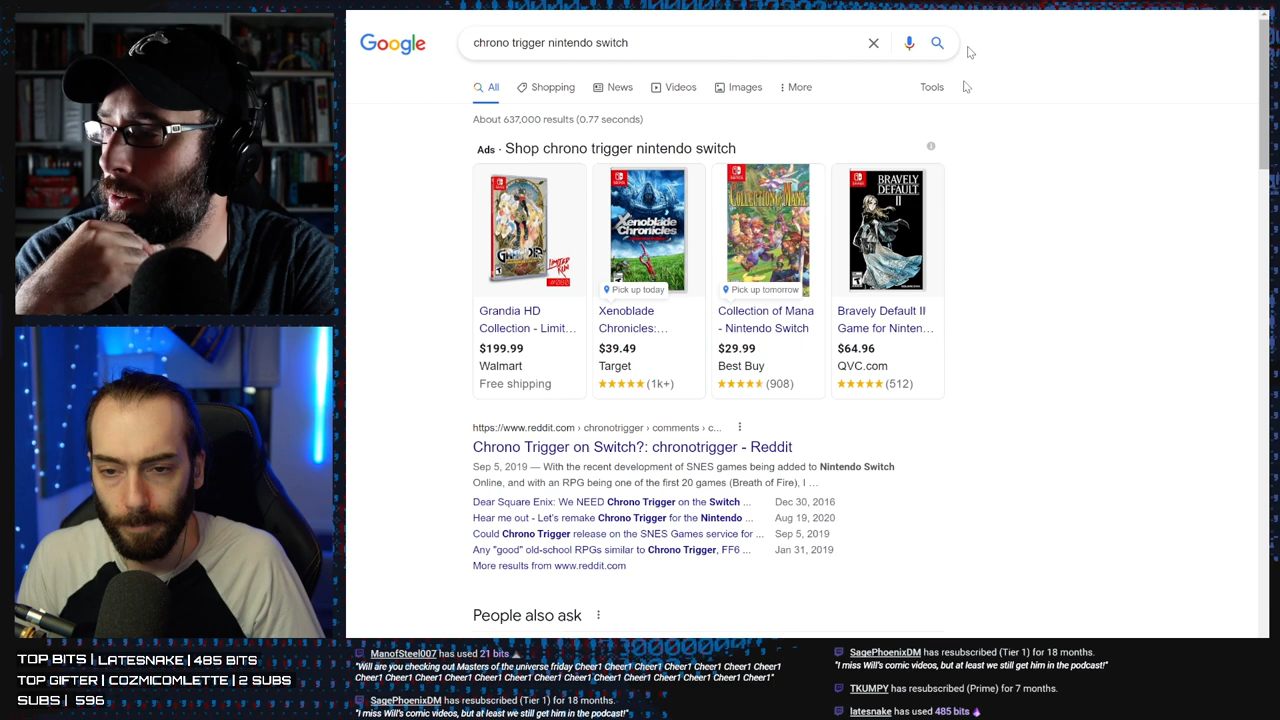 Google
chrono trigger nintendo switch
All Shopping News Videos Images More Tools
About 637,000 results (0.77 seconds)
Ads · Shop chrono trigger nintendo switch
Xenoblade
Chronicles
COLLECTION of MANA
BRAVELY
DEFAULT
II
GRANDIA
LIMITED
RUN
Pick up today
Pick up tomorrow
Grandia HD
Collection - Limit...
$199.99
Walmart
Free shipping
Xenoblade
Chronicles:...
$39.49
Target
(1k+)
Collection of Mana
- Nintendo Switch
$29.99
Best Buy
(908)
Bravely Default II
Game for Ninten...
$64.96
QVC.com
(512)
https://www.reddit.com › chronotrigger › comments › c...
Chrono Trigger on Switch?: chronotrigger - Reddit
Sep 5, 2019 — With the recent development of SNES games being added to Nintendo Switch
Online, and with an RPG being one of the first 20 games (Breath of Fire), I ...
Dear Square Enix: We NEED Chrono Trigger on the Switch ... Dec 30, 2016
Hear me out - Let's remake Chrono Trigger for the Nintendo ... Aug 19, 2020
Could Chrono Trigger release on the SNES Games service for ... Sep 5, 2019
Any "good" old-school RPGs similar to Chrono Trigger, FF6 ... Jan 31, 2019
More results from www.reddit.com
People also ask
TOP BITS | LATESNAKE | 485 BITS
TOP GIFTER | COZMICOMLETTE | 2 SUBS
SUBS | 596
ManofSteel007 has used 21 bits
"Will are you checking out Masters of the universe friday Cheer1 Cheer1 Cheer1 Cheer1 Cheer1 Cheer1
Cheer1 Cheer1 Cheer1 Cheer1 Cheer1 Cheer1 Cheer1 Cheer1 Cheer1 Cheer1 Cheer1 Cheer1 Cheer1 Cheer1"
SagePhoenixDM has resubscribed (Tier 1) for 18 months.
"I miss Will's comic videos, but at least we still get him in the podcast!"
SagePhoenixDM has resubscribed (Tier 1) for 18 months.
"I miss Will's comic videos, but at least we still get him in the podcast!"
TKUMPY has resubscribed (Prime) for 7 months.
latesnake has used 485 bits